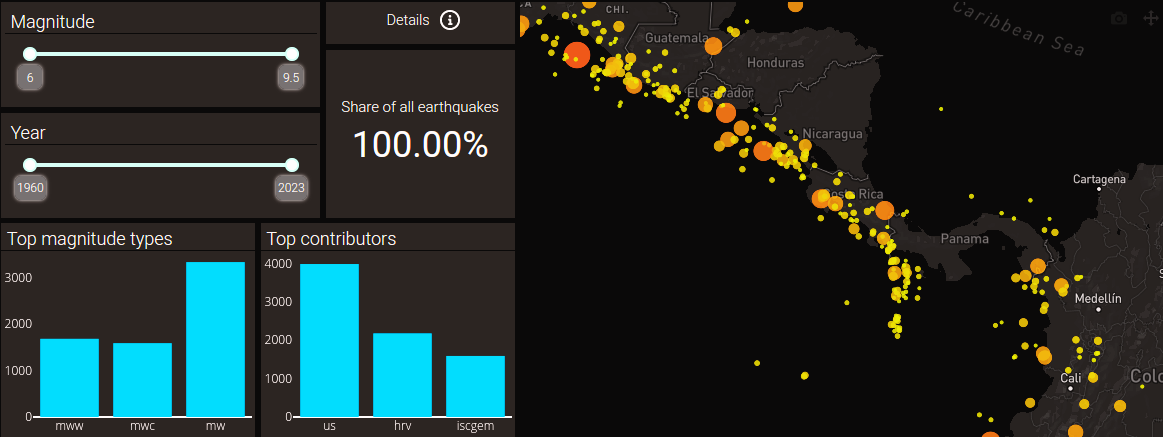 Magnitude
6
9.5
Year
1960
2023
Details
Share of all earthquakes
100.00%
Top magnitude types
3000
2000
1000
0
mww
mwc
mw
Top contributors
4000
3000
2000
1000
0
us
hrv
iscgem
CHI.
Guatemala
Honduras
El Salvador
Nicaragua
Costa Rica
Panama
Caribbean Sea
Cartagena
Medellín
Cali
Colo